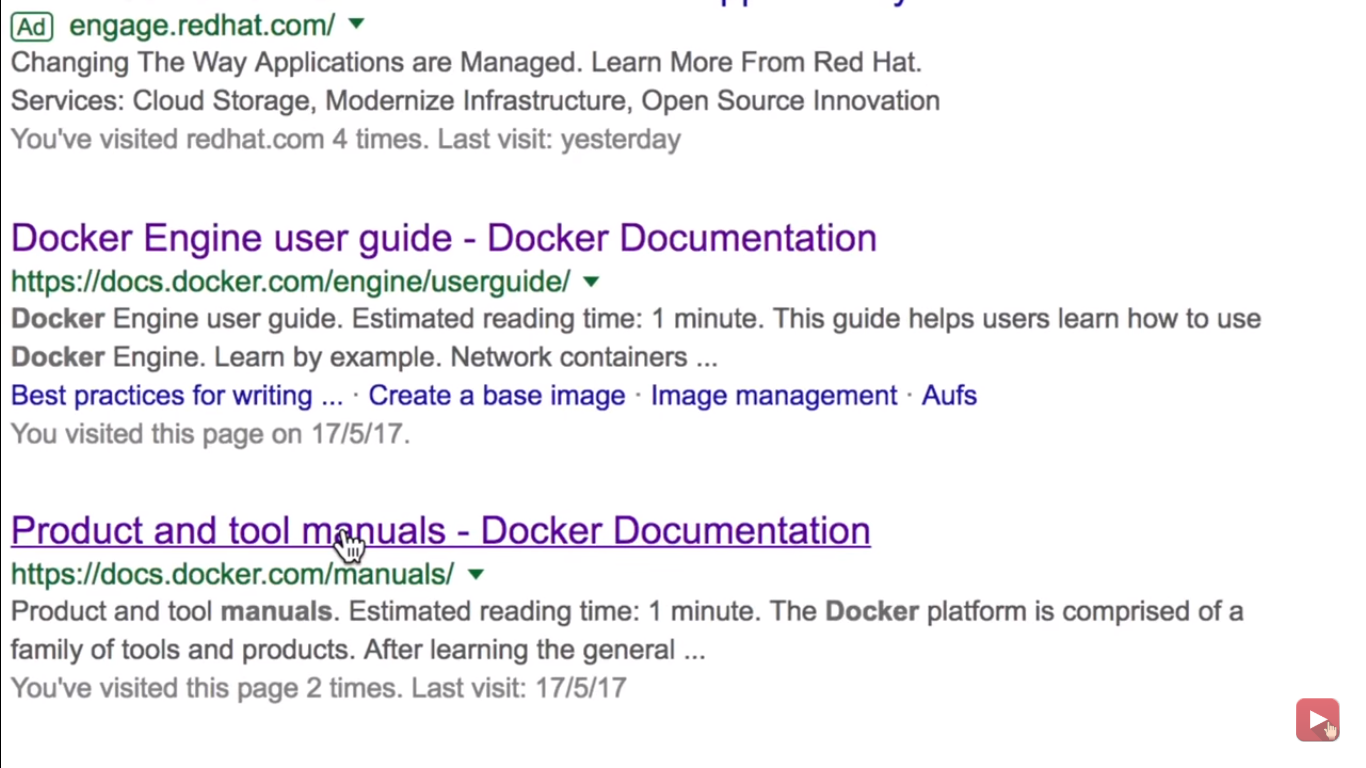 Ad engage.redhat.com/
Changing The Way Applications are Managed. Learn More From Red Hat.
Services: Cloud Storage, Modernize Infrastructure, Open Source Innovation
You've visited redhat.com 4 times. Last visit: yesterday
Docker Engine user guide - Docker Documentation
https://docs.docker.com/engine/userguide/
Docker Engine user guide. Estimated reading time: 1 minute. This guide helps users learn how to use
Docker Engine. Learn by example. Network containers ...
Best practices for writing ... · Create a base image · Image management · Aufs
You visited this page on 17/5/17.
Product and tool manuals - Docker Documentation
https://docs.docker.com/manuals/
Product and tool manuals. Estimated reading time: 1 minute. The Docker platform is comprised of a
family of tools and products. After learning the general ...
You've visited this page 2 times. Last visit: 17/5/17